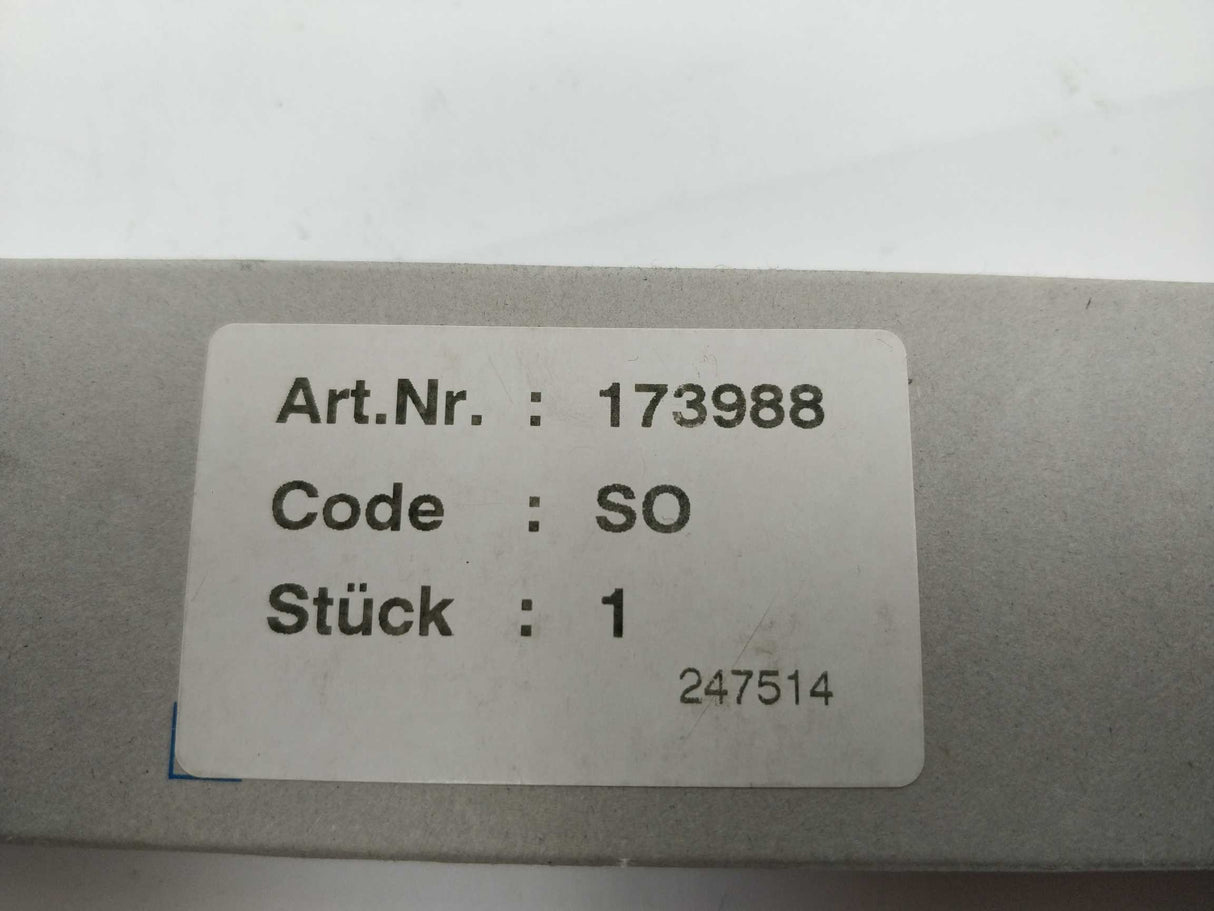 Art.Nr. : 173988
Code : SO
Stück : 1
247514